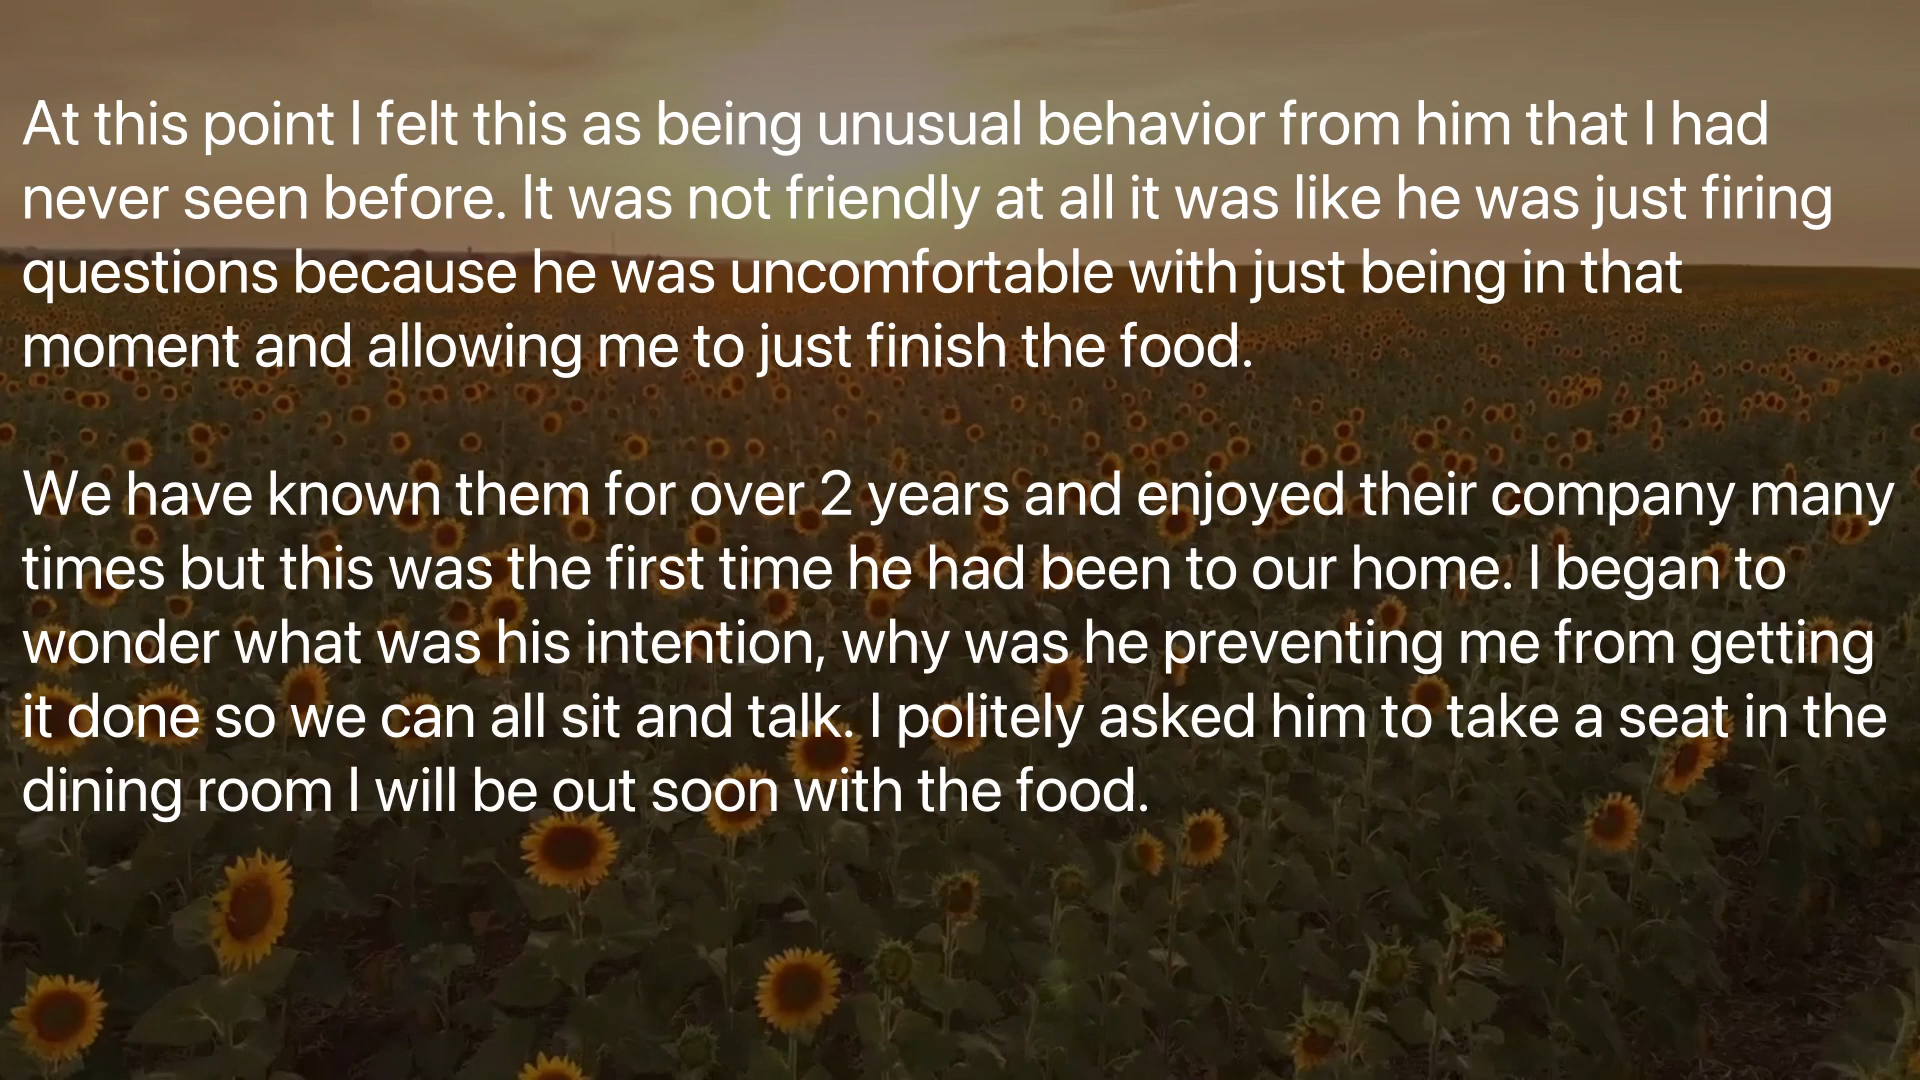 At this point I felt this as being unusual behavior from him that I had
never seen before. It was not friendly at all it was like he was just firing
questions because he was uncomfortable with just being in that
moment and allowing me to just finish the food.
We have known them for over 2 years and enjoyed their company many
times but this was the first time he had been to our home. I began to
wonder what was his intention, why was he preventing me from getting
it done so we can all sit and talk. I politely asked him to take a seat in the
dining room I will be out soon with the food.